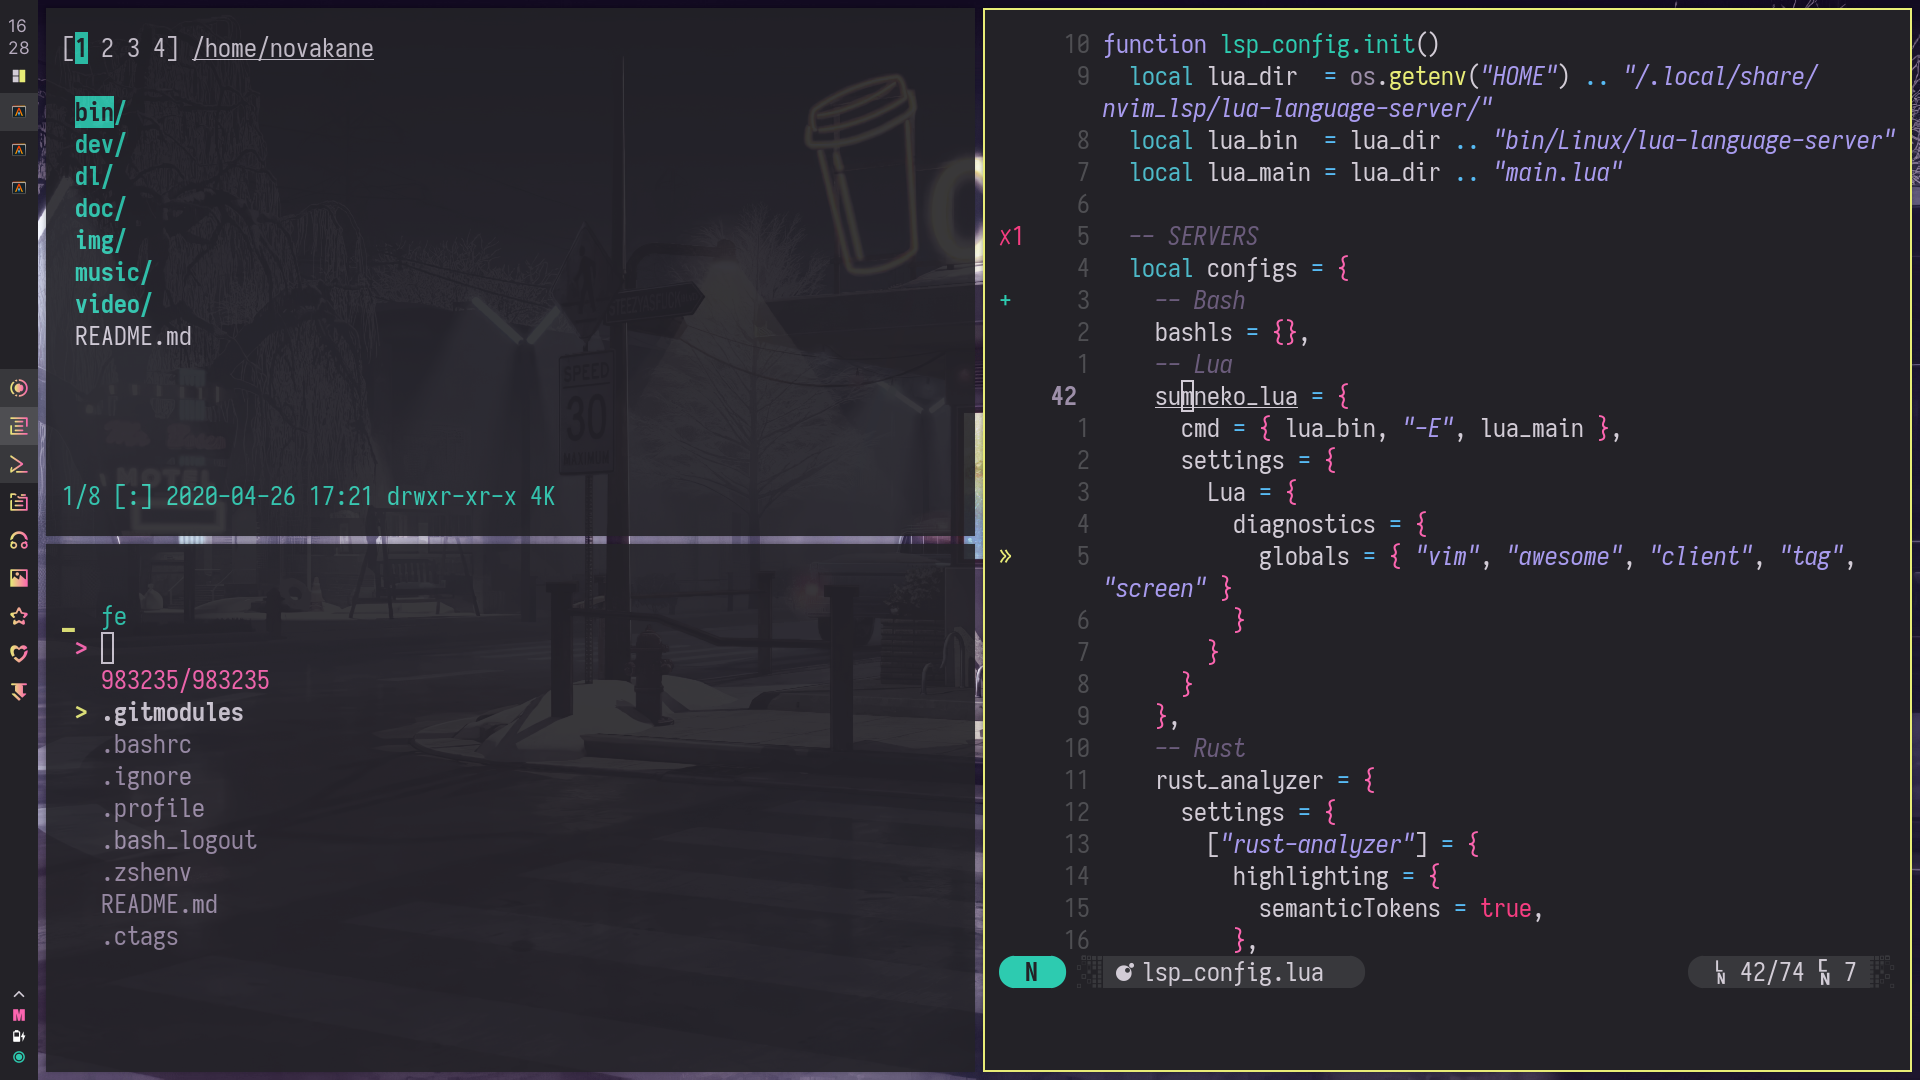 16
28
[1 2 3 4] /home/novakane
bin/
dev/
dl/
doc/
img/
music/
video/
README.md
SPEED
30
MAXIMUM
MOTEL
1/8 [:] 2020-04-26 17:21 drwxr-xr-x 4K
fe
>
983235/983235
> .gitmodules
.bashrc
.ignore
.profile
.bash_logout
.zshenv
README.md
.ctags
M
10 function lsp_config.init()
9 local lua_dir = os.getenv("HOME") .. "/.local/share/
nvim_lsp/lua-language-server/"
8 local lua_bin = lua_dir .. "bin/Linux/lua-language-server"
7 local lua_main = lua_dir .. "main.lua"
6
x1 5 -- SERVERS
4 local configs = {
+ 3 -- Bash
2 bashls = {},
1 -- Lua
42 sumneko_lua = {
1 cmd = { lua_bin, "-E", lua_main },
2 settings = {
3 Lua = {
4 diagnostics = {
» 5 globals = { "vim", "awesome", "client", "tag",
"screen" }
6 }
7 }
8 }
9 },
10 -- Rust
11 rust_analyzer = {
12 settings = {
13 ["rust-analyzer"] = {
14 highlighting = {
15 semanticTokens = true,
16 },
N lsp_config.lua LN 42/74 CN 7